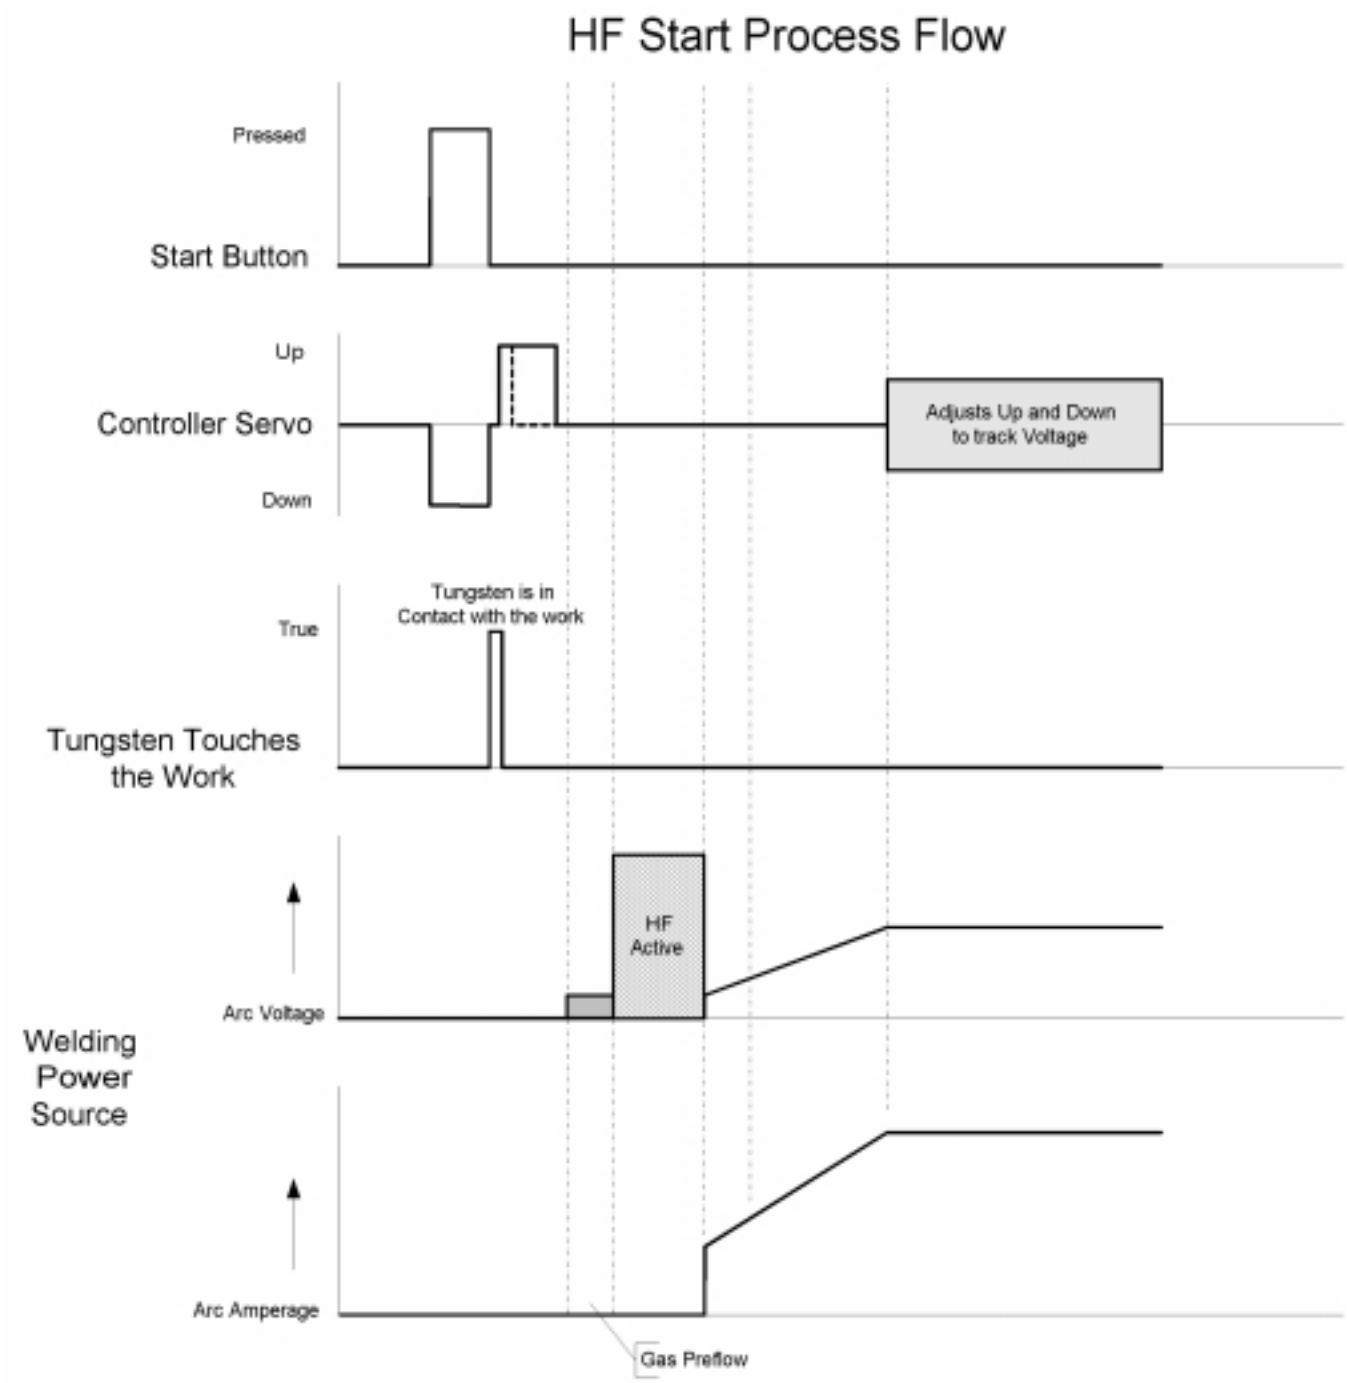 HF Start Process Flow
Pressed
Start Button
Up
Controller Servo
Down
Adjusts Up and Down
to track Voltage
Tungsten is in
Contact with the work
True
Tungsten Touches
the Work
HF
Active
Arc Voltage
Welding
Power
Source
Arc Amperage
Gas Preflow